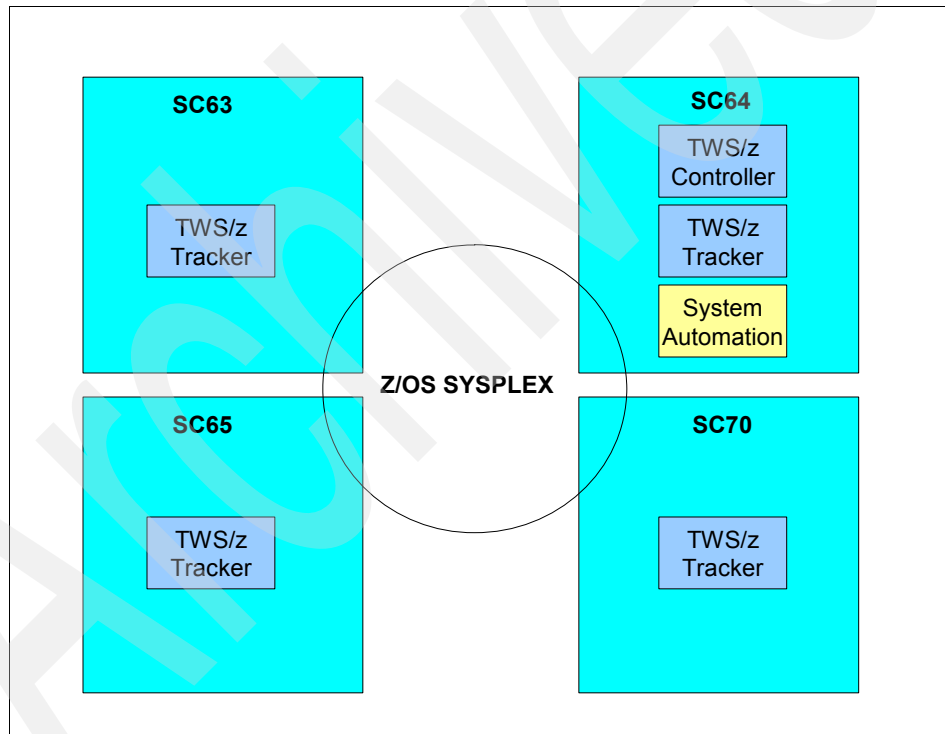 SC63
TWS/z
Tracker
SC64
TWS/z
Controller
TWS/z
Tracker
System
Automation
Z/OS SYSPLEX
SC65
TWS/z
Tracker
SC70
TWS/z
Tracker